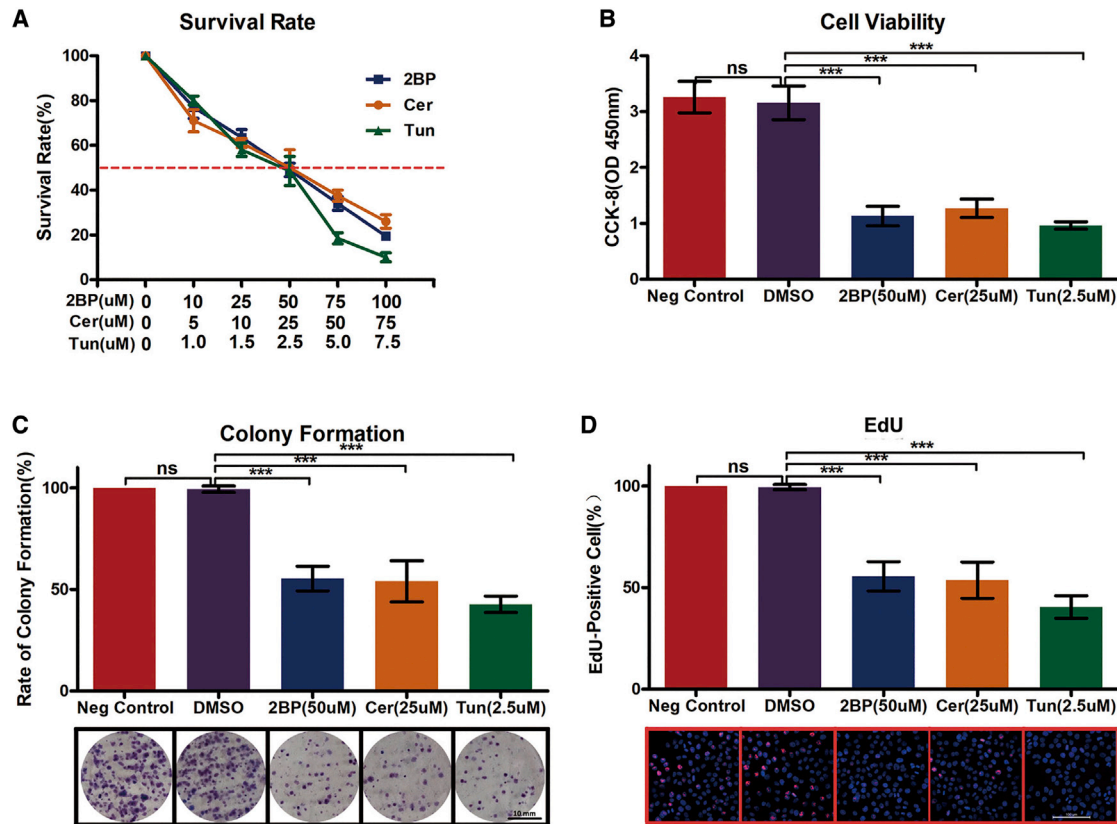 A
Survival Rate
Survival Rate(%)
100
80
60
40
20
0
2BP
Cer
Tun
2BP(uM) 0 10 25 50 75 100
Cer(uM) 0 5 10 25 50 75
Tun(uM) 0 1.0 1.5 2.5 5.0 7.5
B
Cell Viability
CCK-8(OD 450nm)
4
3
2
1
0
ns
***
***
***
Neg Control DMSO 2BP(50uM) Cer(25uM) Tun(2.5uM)
C
Colony Formation
Rate of Colony Formation(%)
100
50
0
ns
***
***
***
Neg Control DMSO 2BP(50uM) Cer(25uM) Tun(2.5uM)
10 mm
D
EdU
EdU-Positive Cell(%)
100
50
0
ns
***
***
***
Neg Control DMSO 2BP(50uM) Cer(25uM) Tun(2.5uM)